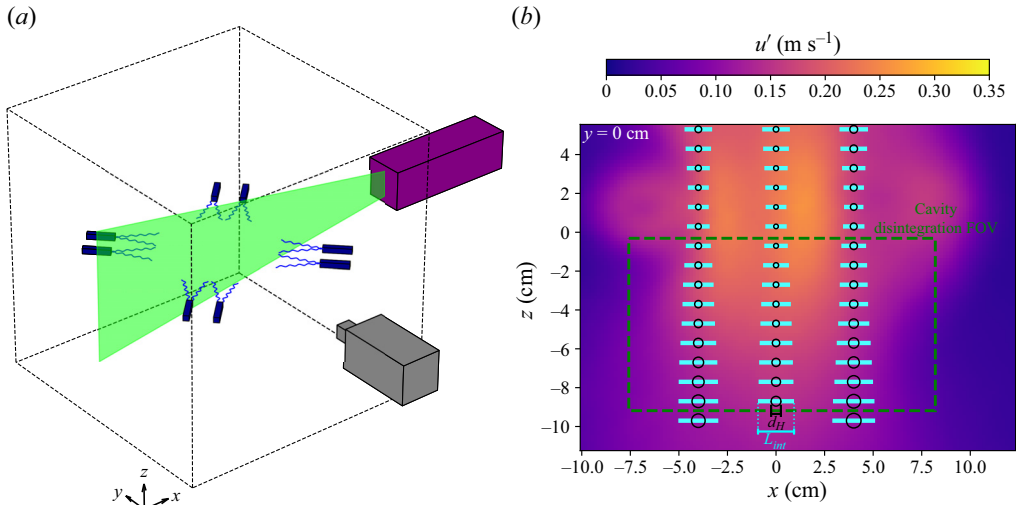 (a)
z
y
x
(b)
u′ (m s⁻¹)
0 0.05 0.10 0.15 0.20 0.25 0.30 0.35
y = 0 cm
Cavity
disintegration FOV
4
2
0
−2
−4
−6
−8
−10
z (cm)
d_H
L_int
−10.0 −7.5 −5.0 −2.5 0 2.5 5.0 7.5 10.0
x (cm)